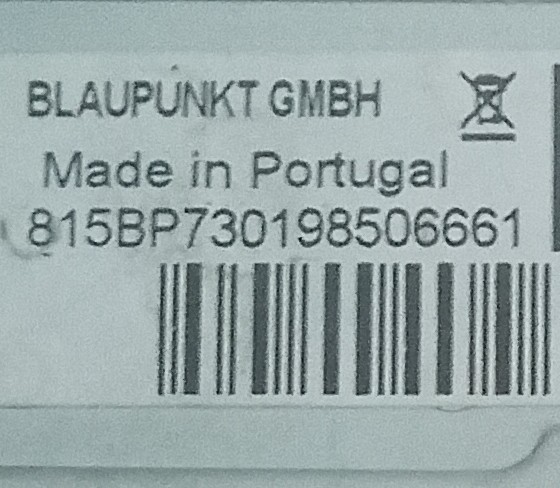 BLAUPUNKT GMBH
Made in Portugal
815BP730198506661